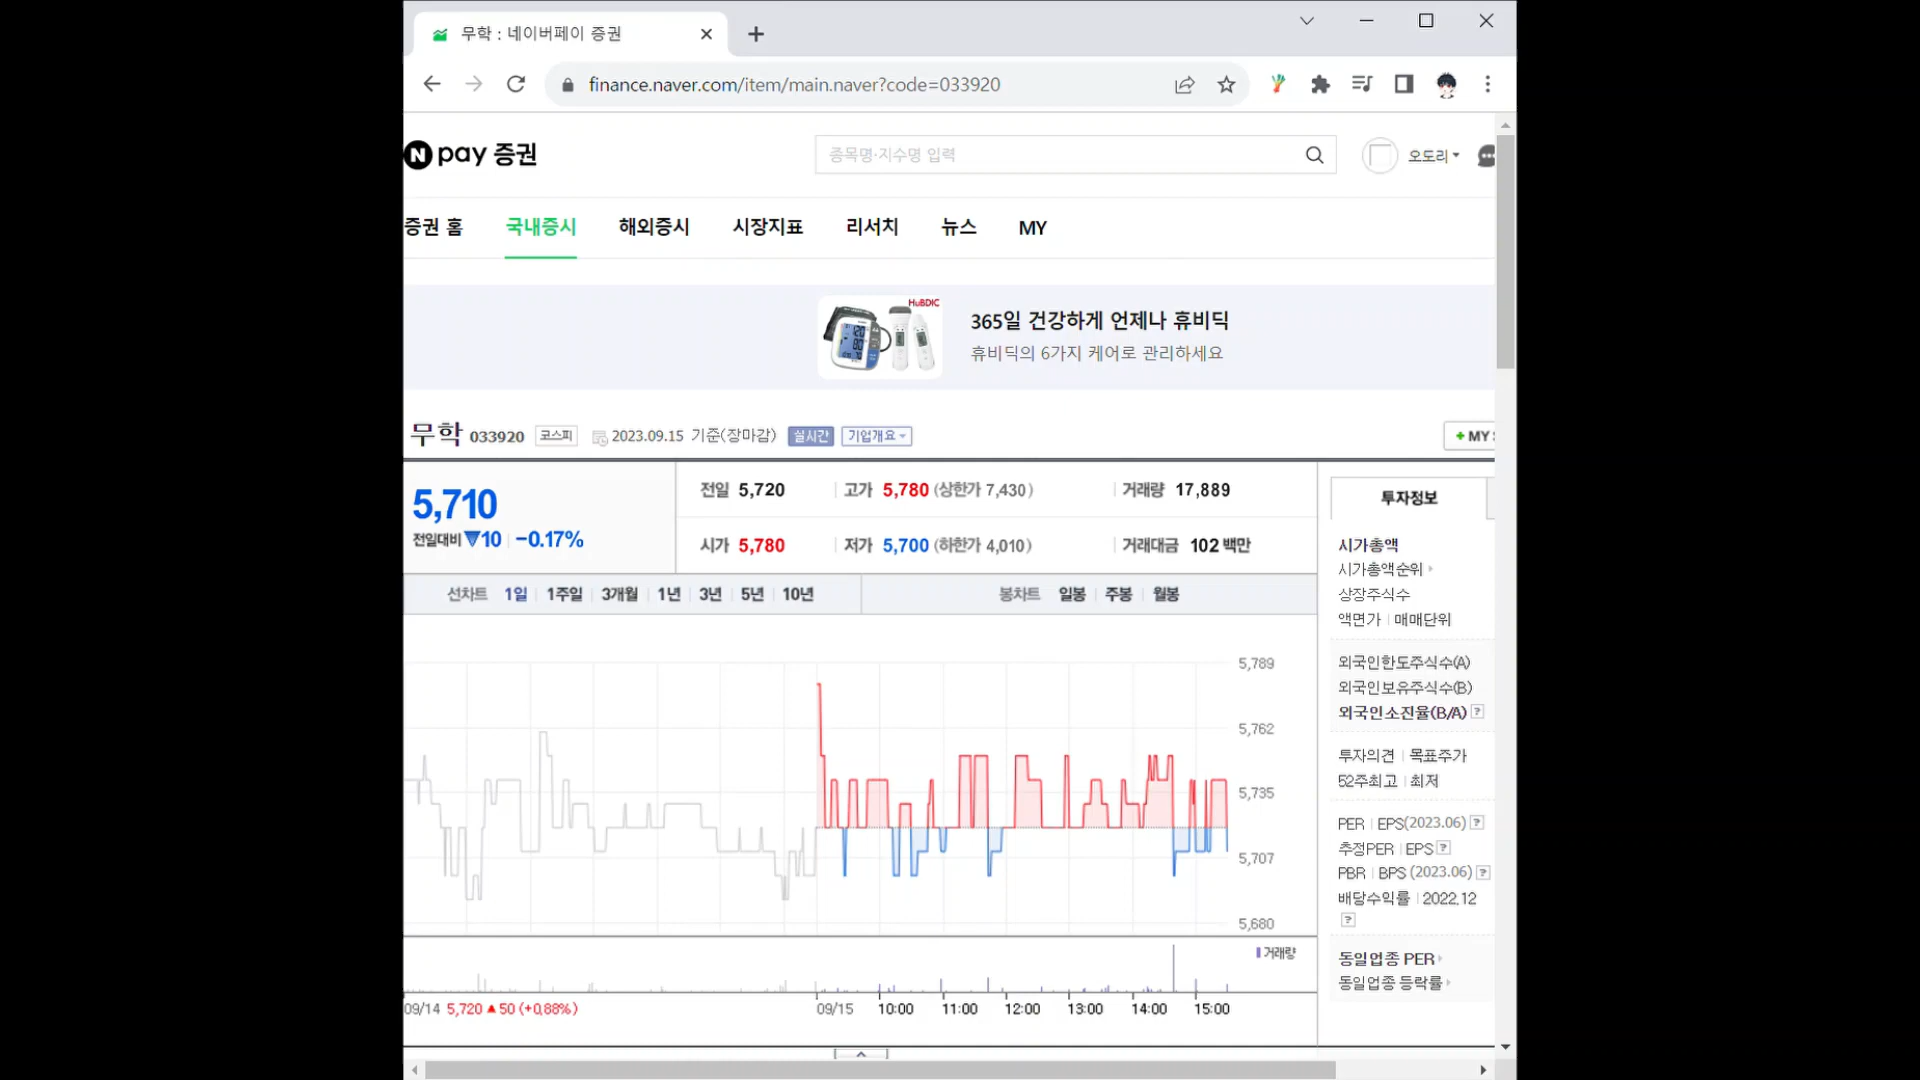 무학 : 네이버페이 증권
finance.naver.com/item/main.naver?code=033920
N pay 증권
종목명·지수명 입력
오도리
증권 홈 국내증시 해외증시 시장지표 리서치 뉴스 MY
HuBDIC
365일 건강하게 언제나 휴비딕
휴비딕의 6가지 케어로 관리하세요
무학 033920 코스피 2023.09.15 기준(장마감) 실시간 기업개요
+ MY
5,710
전일대비 ▼10 -0.17%
전일 5,720 고가 5,780 (상한가 7,430) 거래량 17,889
시가 5,780 저가 5,700 (하한가 4,010) 거래대금 102 백만
선차트 1일 1주일 3개월 1년 3년 5년 10년 봉차트 일봉 주봉 월봉
5,789
5,762
5,735
5,707
5,680
거래량
09/14 5,720 ▲50 (+0.88%)
09/15 10:00 11:00 12:00 13:00 14:00 15:00
투자정보
시가총액
시가총액순위
상장주식수
액면가 매매단위
외국인한도주식수(A)
외국인보유주식수(B)
외국인소진율(B/A) ?
투자의견 목표주가
52주최고 최저
PER EPS(2023.06) ?
추정PER EPS ?
PBR BPS (2023.06) ?
배당수익률 2022.12
?
동일업종 PER
동일업종 등락률